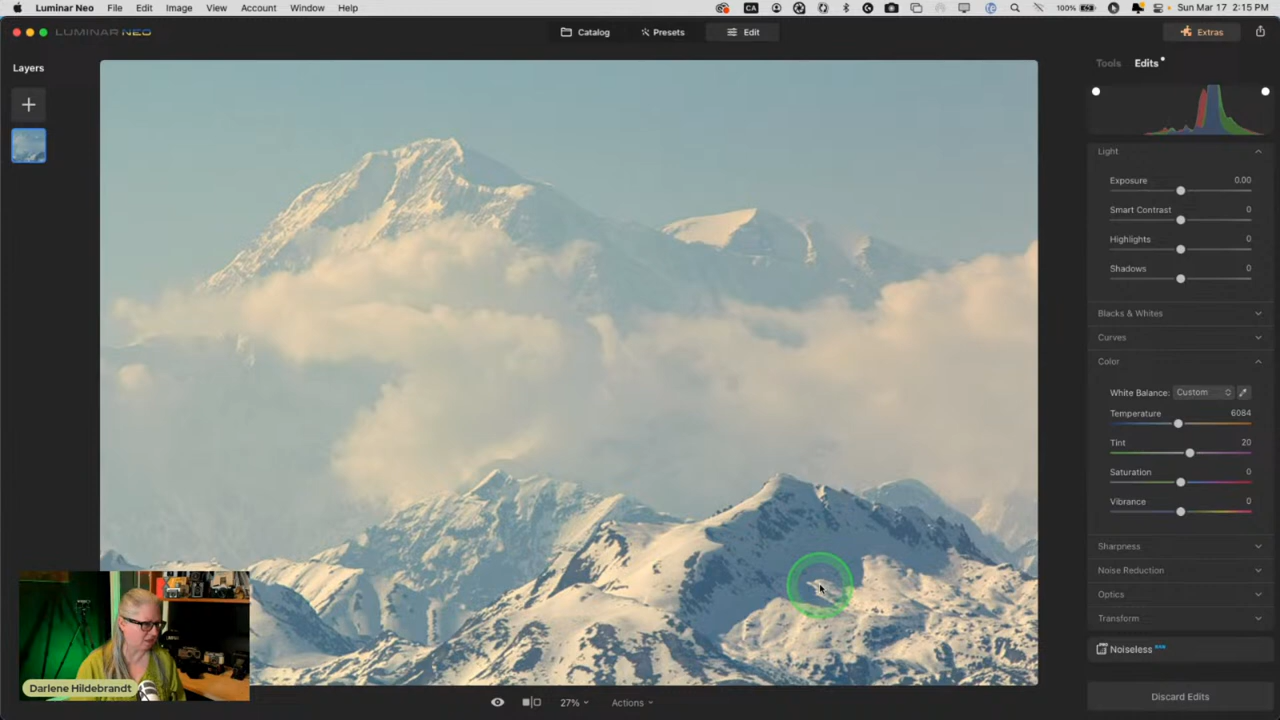 Luminar Neo File Edit Image View Account Window Help 100% Sun Mar 17 2:15 PM
LUMINAR NEO Catalog Presets Edit Extras
Layers
Tools Edits
Light
Exposure 0.00
Smart Contrast 0
Highlights 0
Shadows 0
Blacks & Whites
Curves
Color
White Balance: Custom
Temperature 6084
Tint 20
Saturation 0
Vibrance 0
Sharpness
Noise Reduction
Optics
Transform
Noiseless
Darlene Hildebrandt
27% Actions
Discard Edits